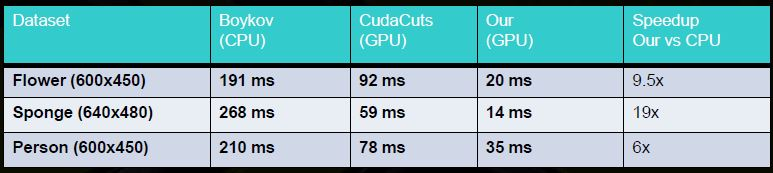 Dataset Boykov (CPU) CudaCuts (GPU) Our (GPU) Speedup Our vs CPU
Flower (600x450) 191 ms 92 ms 20 ms 9.5x
Sponge (640x480) 268 ms 59 ms 14 ms 19x
Person (600x450) 210 ms 78 ms 35 ms 6x